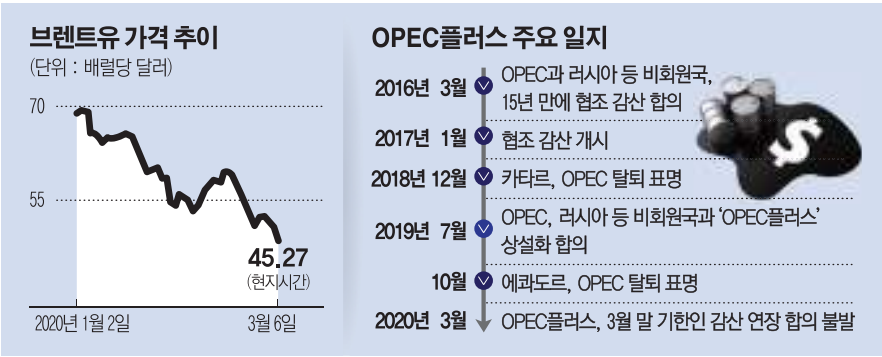 브렌트유 가격 추이
(단위 : 배럴당 달러)
70
55
45.27
(현지시간)
2020년 1월 2일
3월 6일
OPEC플러스 주요 일지
2016년 3월
OPEC과 러시아 등 비회원국,
15년 만에 협조 감산 합의
2017년 1월
협조 감산 개시
2018년 12월
카타르, OPEC 탈퇴 표명
2019년 7월
OPEC, 러시아 등 비회원국과 ‘OPEC플러스’
상설화 합의
10월
에콰도르, OPEC 탈퇴 표명
2020년 3월
OPEC플러스, 3월 말 기한인 감산 연장 합의 불발
$